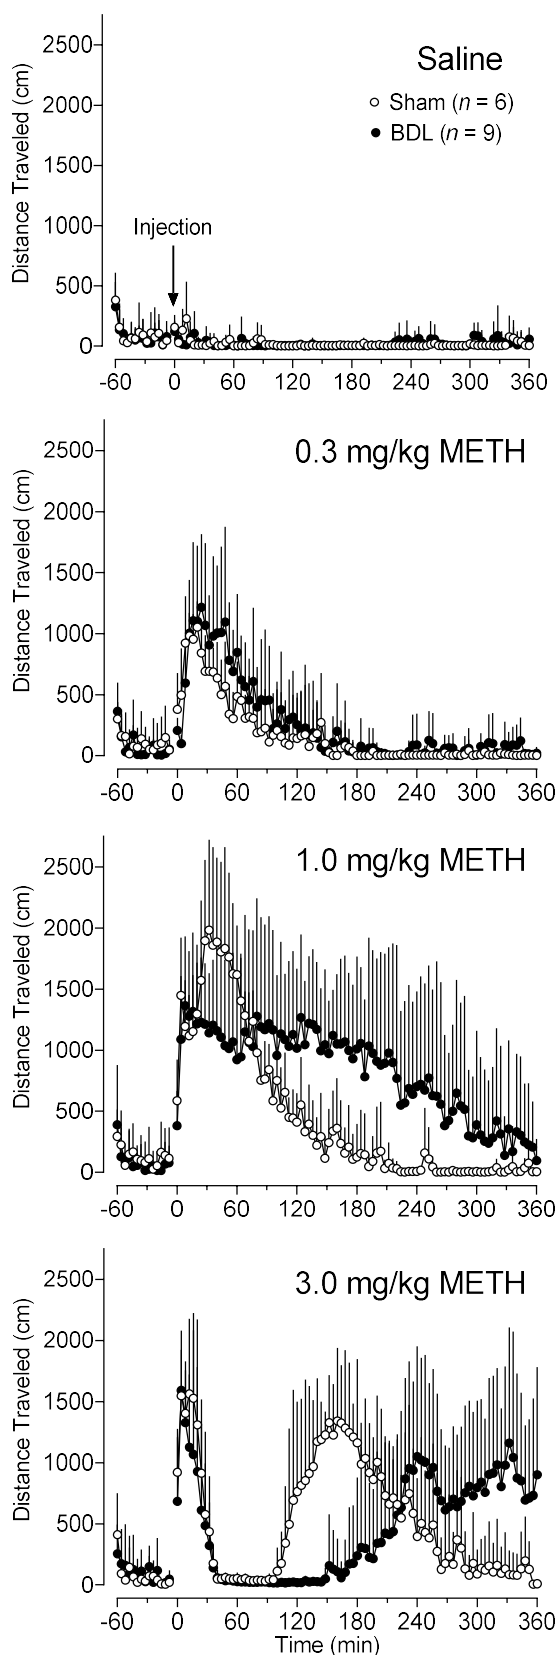 Saline
Sham (n = 6)
BDL (n = 9)
Injection
Distance Traveled (cm)
2500
2000
1500
1000
500
0
-60 0 60 120 180 240 300 360
0.3 mg/kg METH
Distance Traveled (cm)
2500
2000
1500
1000
500
0
-60 0 60 120 180 240 300 360
1.0 mg/kg METH
Distance Traveled (cm)
2500
2000
1500
1000
500
0
-60 0 60 120 180 240 300 360
3.0 mg/kg METH
Distance Traveled (cm)
2500
2000
1500
1000
500
0
-60 0 60 120 180 240 300 360
Time (min)